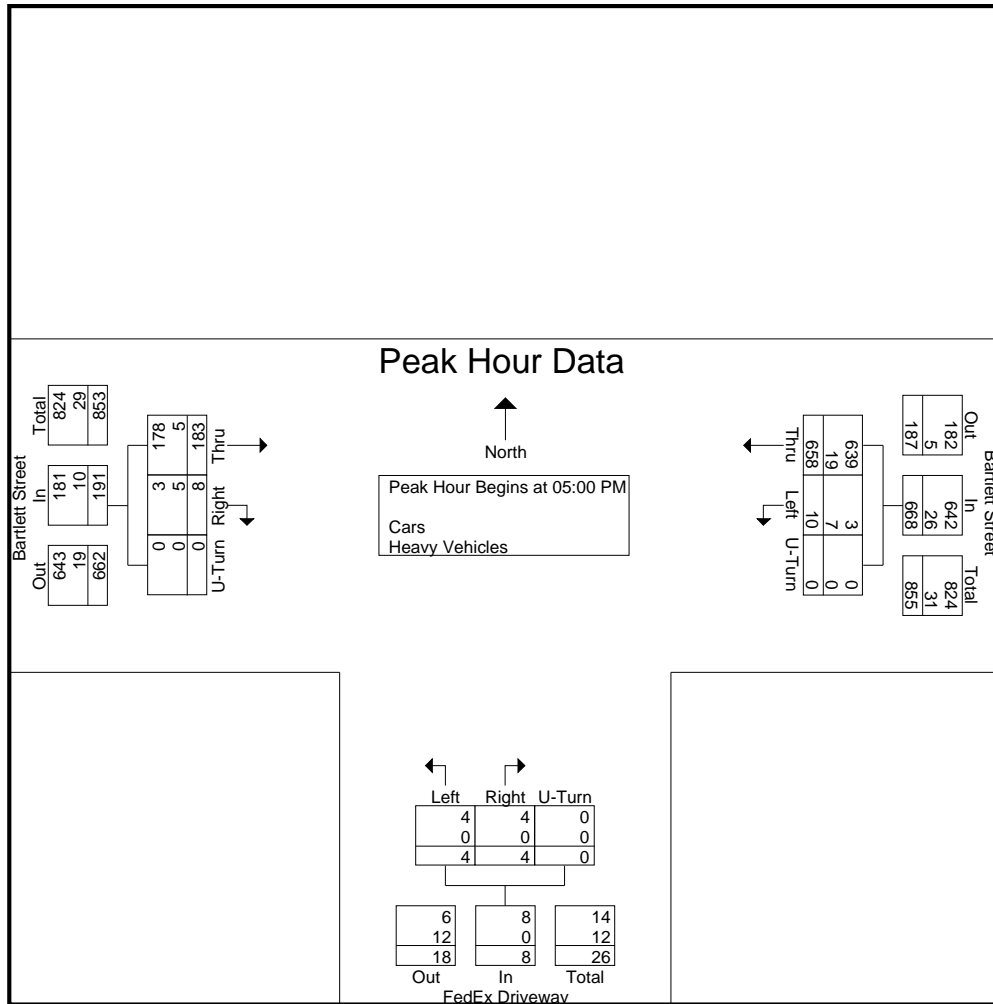 Peak Hour Data
North
Peak Hour Begins at 05:00 PM
Cars
Heavy Vehicles
Bartlett Street
Total
824
29
853
In
181
10
191
Out
643
19
662
Thru
178
5
183
Right
3
5
8
U-Turn
0
0
0
Bartlett Street
Out
182
5
187
In
642
26
668
Total
824
31
855
Thru
639
19
658
Left
3
7
10
U-Turn
0
0
0
Left Right U-Turn
4 4 0
0 0 0
4 4 0
6 8 14
12 0 12
18 8 26
Out In Total
FedEx Driveway